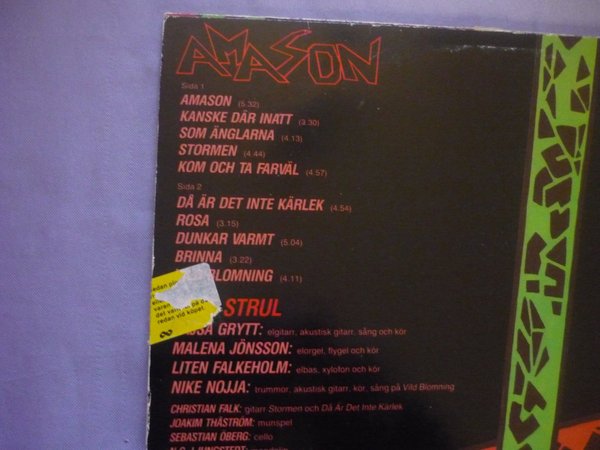 AMASON
Sida 1
AMASON (5.32)
KANSKE DÄR INATT (3.30)
SOM ÄNGLARNA (4.13)
STORMEN (4.44)
KOM OCH TA FARVÄL (4.57)
Sida 2
DÅ ÄR DET INTE KÄRLEK (4.54)
ROSA (3.15)
DUNKAR VARMT (5.04)
BRINNA (3.22)
BLOMNING (4.11)
STRUL
GRYTT: elgitarr, akustisk gitarr, sång och kör
MALENA JÖNSSON: elorgel, flygel och kör
LITEN FALKEHOLM: elbas, xylofon och kör
NIKE NOJJA: trummor, akustisk gitarr, kör, sång på Vild Blomning
CHRISTIAN FALK: gitarr Stormen och Då Är Det Inte Kärlek
JOAKIM THÅSTRÖM: munspel
SEBASTIAN ÖBERG: cello
redan vid köpet.